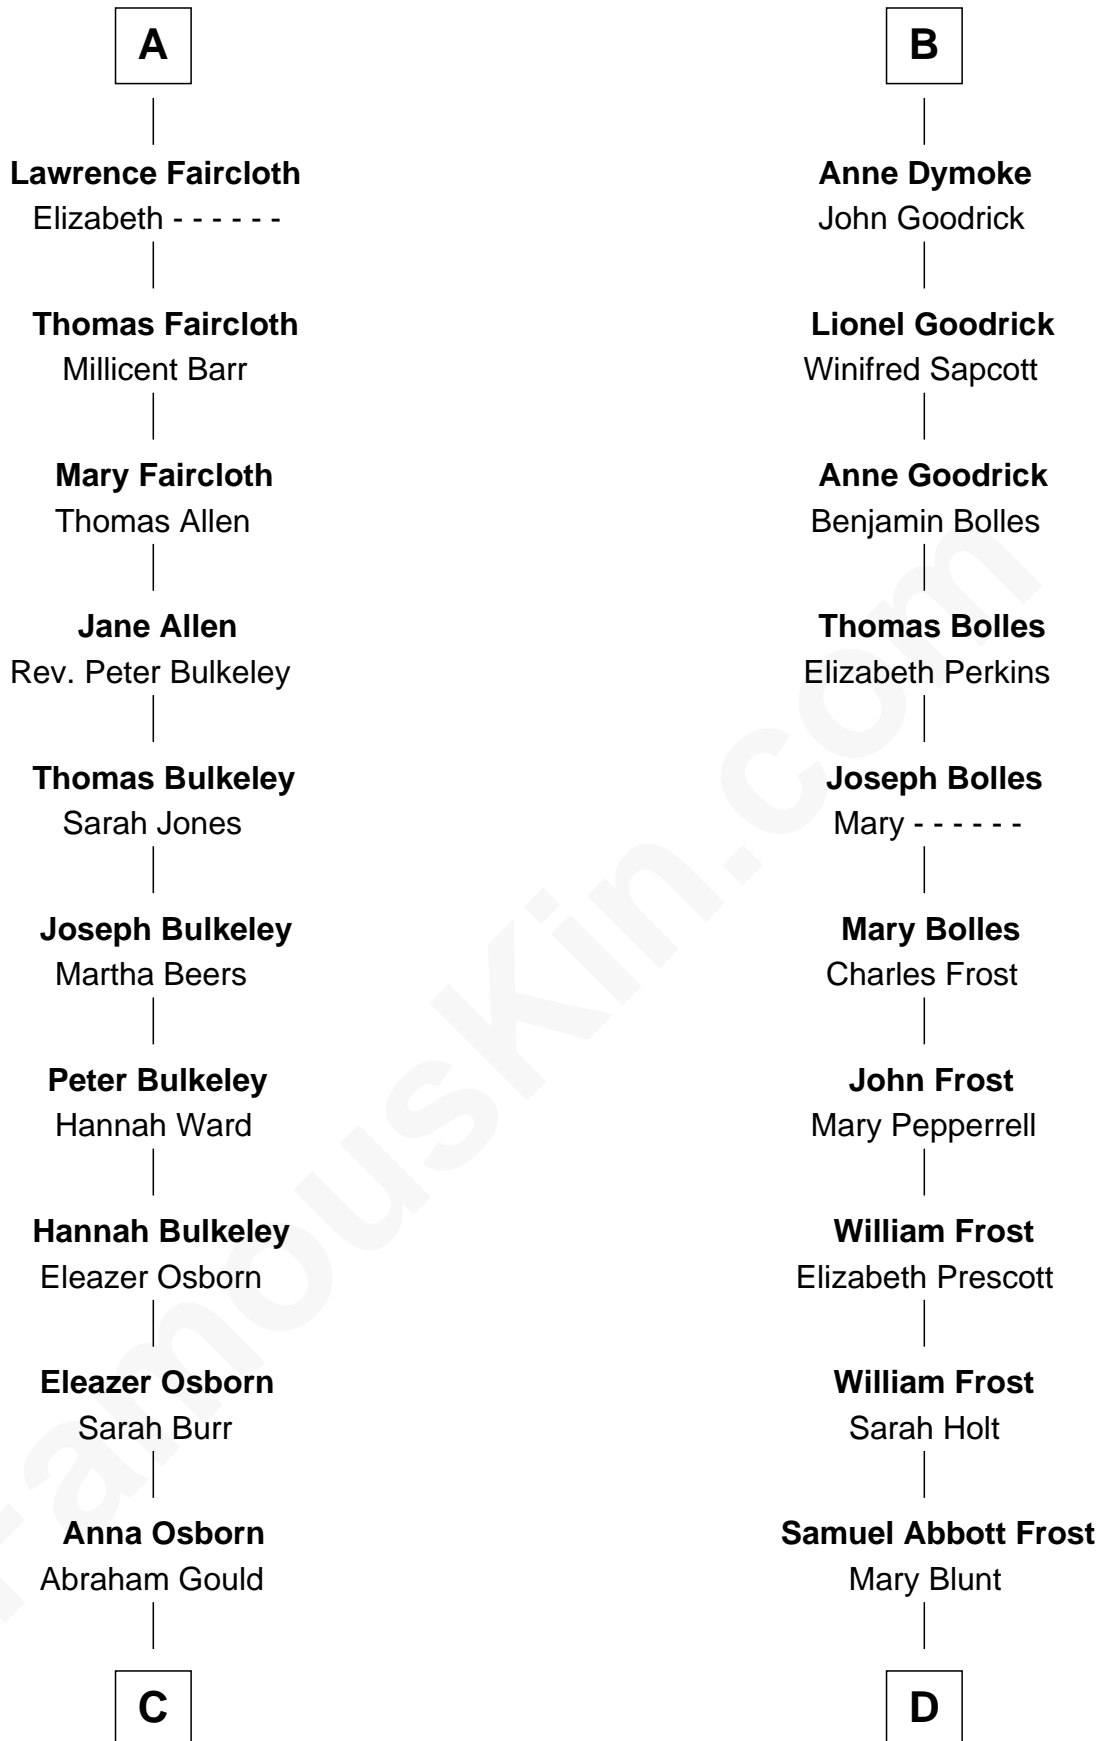 A
Lawrence Faircloth
Elizabeth - - - - - -
Thomas Faircloth
Millicent Barr
Mary Faircloth
Thomas Allen
Jane Allen
Rev. Peter Bulkeley
Thomas Bulkeley
Sarah Jones
Joseph Bulkeley
Martha Beers
Peter Bulkeley
Hannah Ward
Hannah Bulkeley
Eleazer Osborn
Eleazer Osborn
Sarah Burr
Anna Osborn
Abraham Gould
C
B
Anne Dymoke
John Goodrick
Lionel Goodrick
Winifred Sapcott
Anne Goodrick
Benjamin Bolles
Thomas Bolles
Elizabeth Perkins
Joseph Bolles
Mary - - - - - -
Mary Bolles
Charles Frost
John Frost
Mary Pepperrell
William Frost
Elizabeth Prescott
William Frost
Sarah Holt
Samuel Abbott Frost
Mary Blunt
D
FamousKin.com